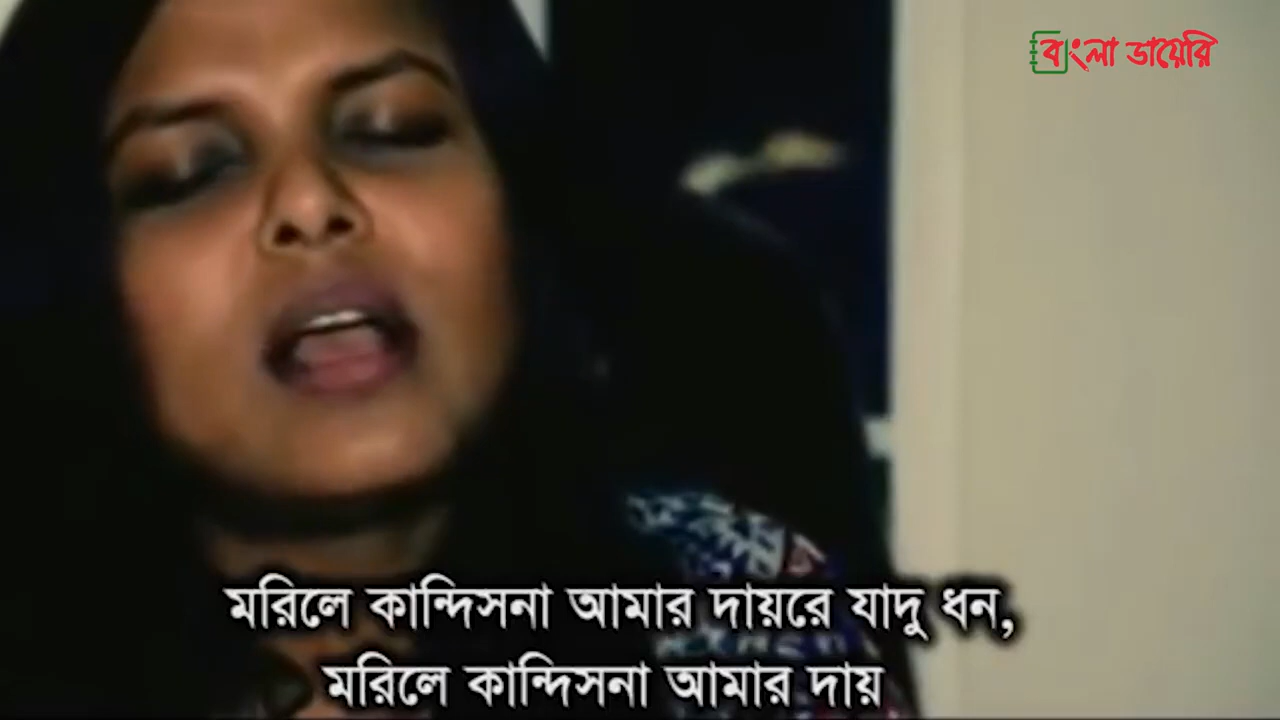 বাংলা ডায়েরি
মরিলে কান্দিসনা আমার দায়রে যাদু ধন,
মরিলে কান্দিসনা আমার দায়